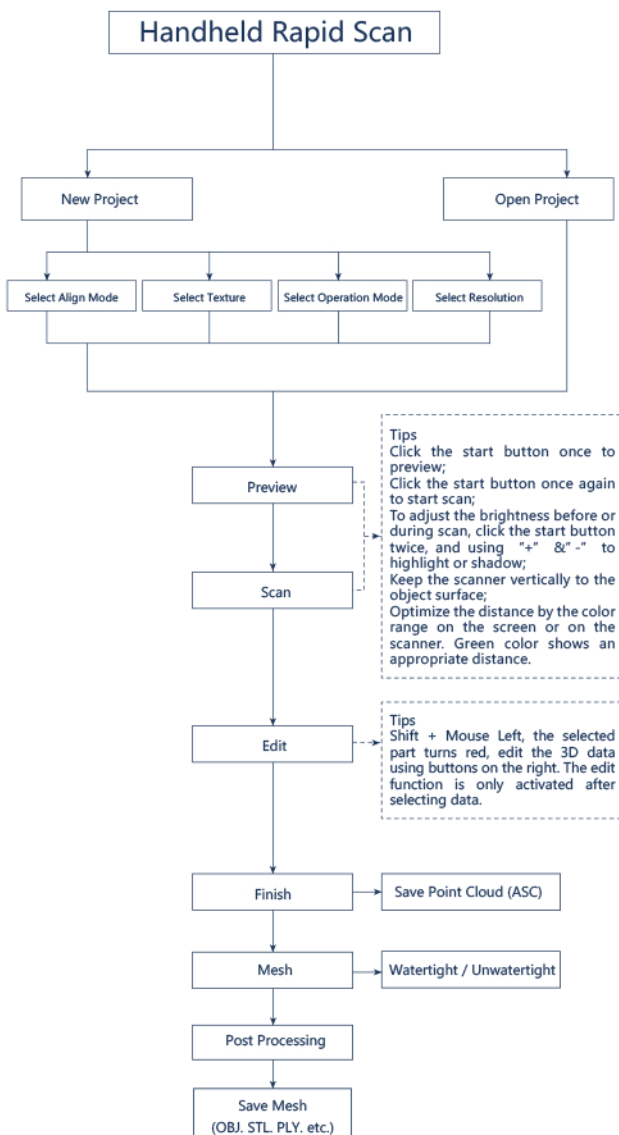 Handheld Rapid Scan
New Project
Open Project
Select Align Mode
Select Texture
Select Operation Mode
Select Resolution
Preview
Tips
Click the start button once to
preview;
Click the start button once again
to start scan;
To adjust the brightness before or
during scan, click the start button
twice, and using "+" &" -" to
highlight or shadow;
Keep the scanner vertically to the
object surface;
Optimize the distance by the color
range on the screen or on the
scanner. Green color shows an
appropriate distance.
Scan
Edit
Tips
Shift + Mouse Left, the selected
part turns red, edit the 3D data
using buttons on the right. The edit
function is only activated after
selecting data.
Finish
Save Point Cloud (ASC)
Mesh
Watertight / Unwatertight
Post Processing
Save Mesh
(OBJ. STL. PLY. etc.)